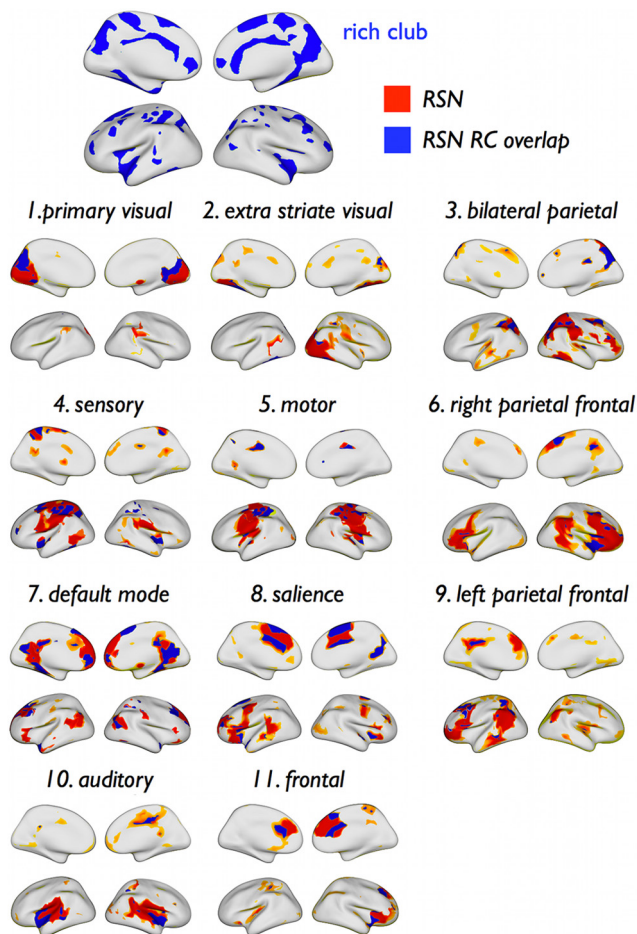 rich club
RSN
RSN RC overlap
1.primary visual
2. extra striate visual
3. bilateral parietal
4. sensory
5. motor
6. right parietal frontal
7. default mode
8. salience
9. left parietal frontal
10. auditory
11. frontal